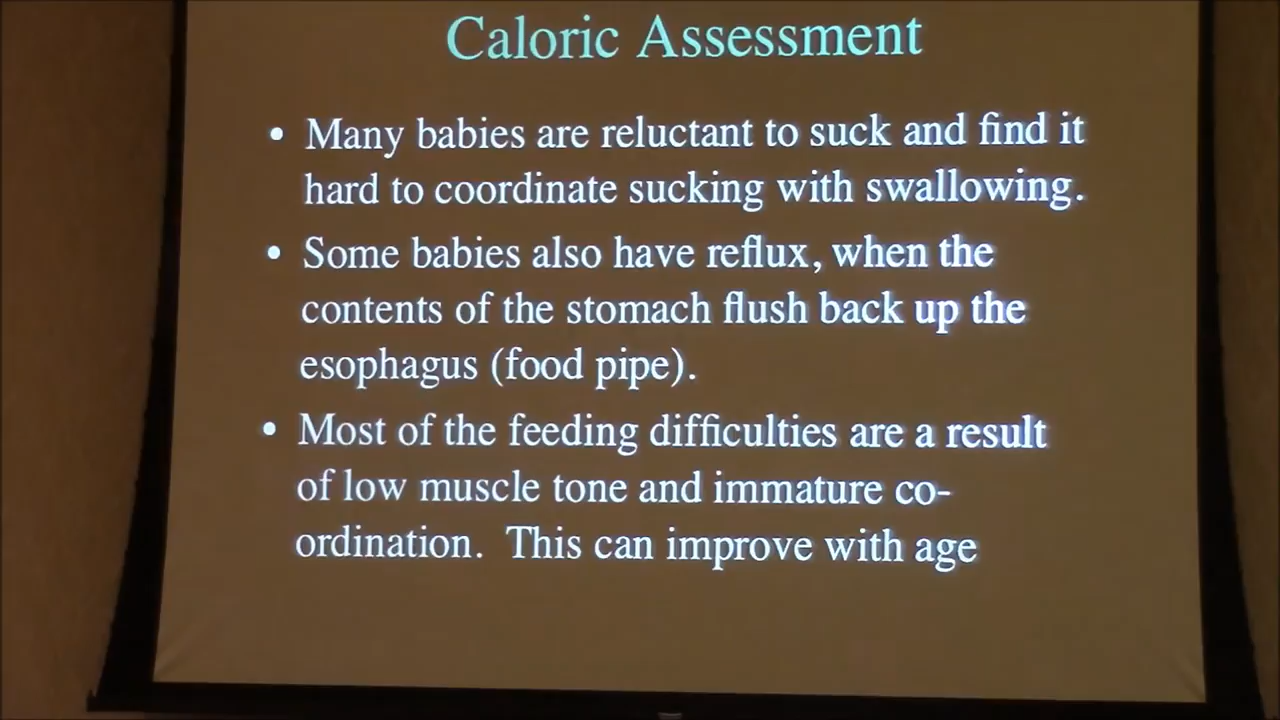 Caloric Assessment
• Many babies are reluctant to suck and find it
hard to coordinate sucking with swallowing.
• Some babies also have reflux, when the
contents of the stomach flush back up the
esophagus (food pipe).
• Most of the feeding difficulties are a result
of low muscle tone and immature co-
ordination.  This can improve with age